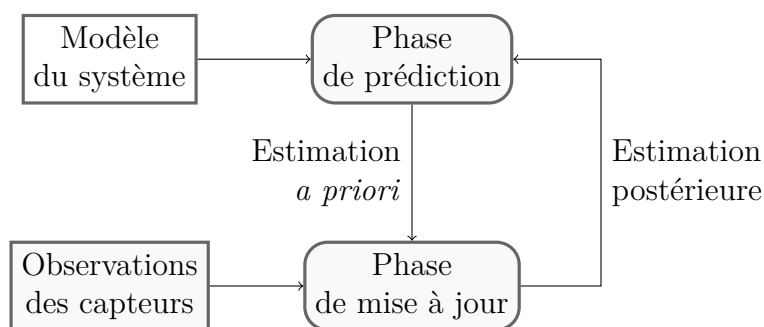 Modèle
du système
Phase
de prédiction
Estimation
a priori
Estimation
postérieure
Observations
des capteurs
Phase
de mise à jour